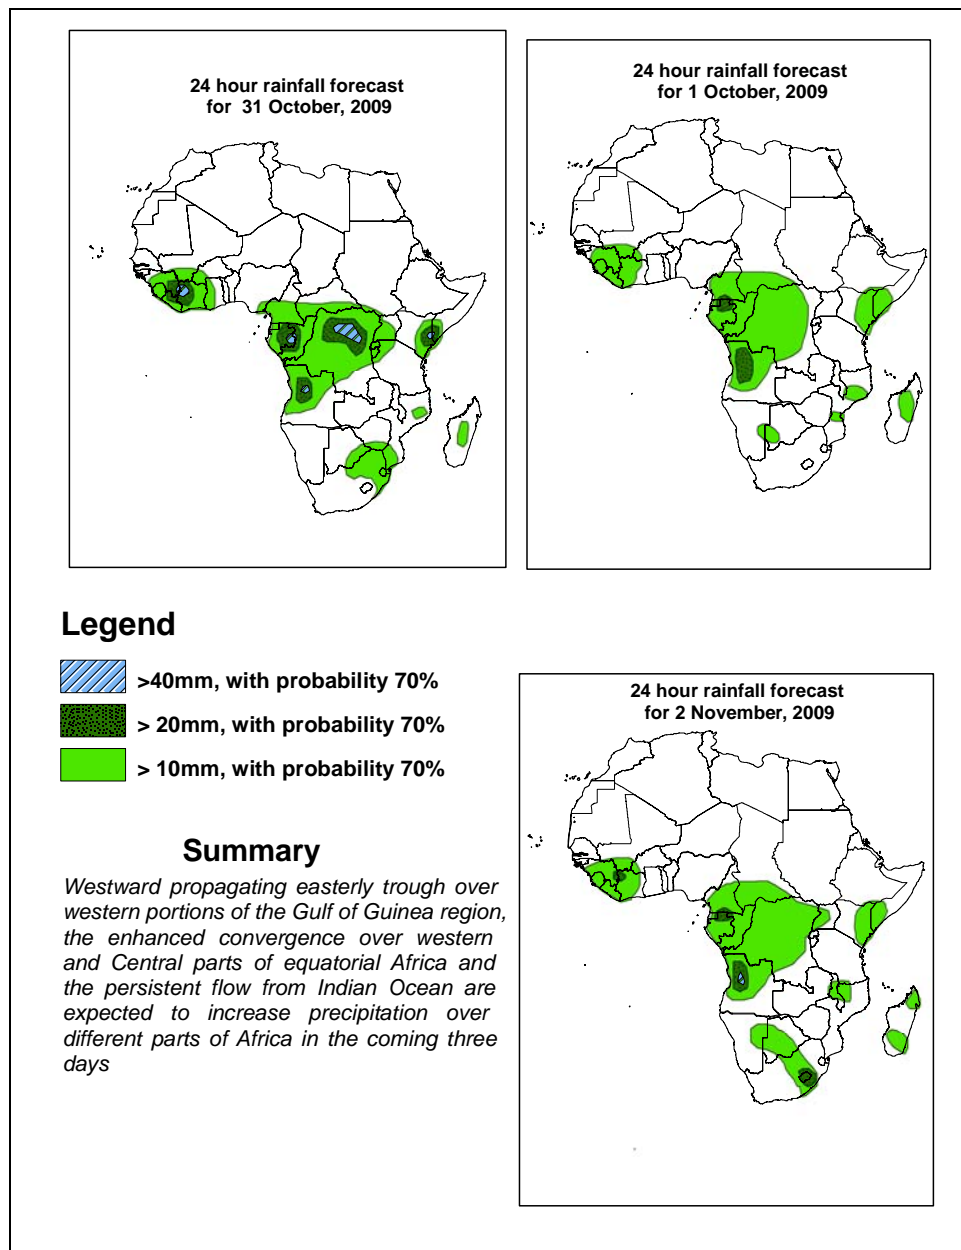 24 hour rainfall forecast
for 31 October, 2009
24 hour rainfall forecast
for 1 October, 2009
Legend
>40mm, with probability 70%
> 20mm, with probability 70%
> 10mm, with probability 70%
Summary
Westward propagating easterly trough over
western portions of the Gulf of Guinea region,
the enhanced convergence over western
and Central parts of equatorial Africa and
the persistent flow from Indian Ocean are
expected to increase precipitation over
different parts of Africa in the coming three
days
24 hour rainfall forecast
for 2 November, 2009